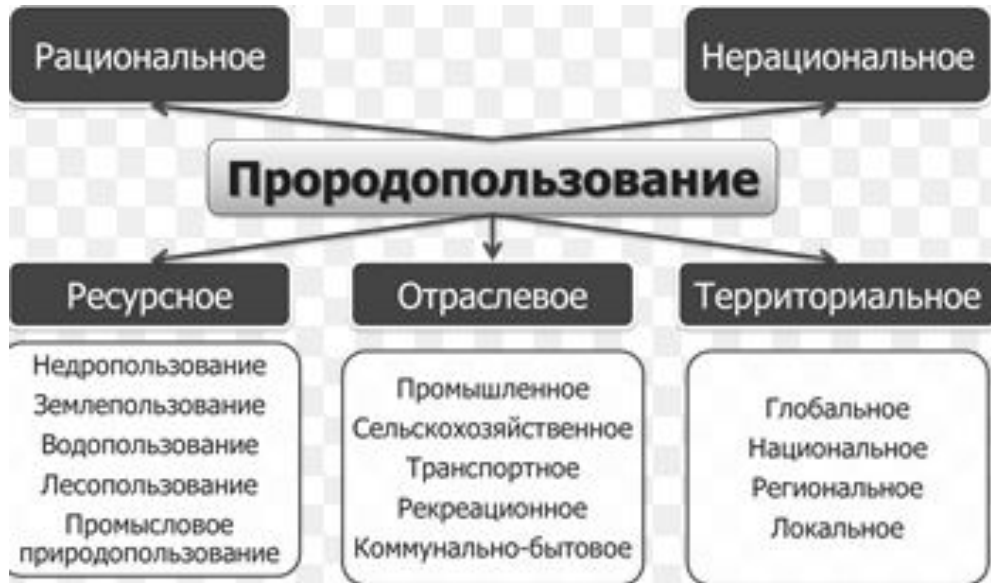 Рациональное
Нерациональное
Прородопользование
Ресурсное
Отраслевое
Территориальное
Недропользование
Землепользование
Водопользование
Лесопользование
Промысловое
природопользование
Промышленное
Сельскохозяйственное
Транспортное
Рекреационное
Коммунально-бытовое
Глобальное
Национальное
Региональное
Локальное